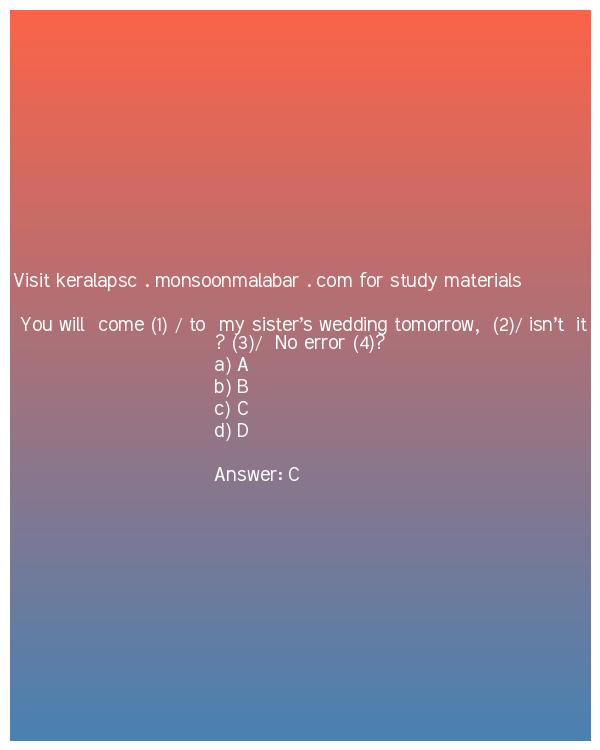 Visit keralapsc . monsoonmalabar . com for study materials
You will come (1) / to my sister's wedding tomorrow, (2)/ isn't it
? (3)/ No error (4)?
a) A
b) B
c) C
d) D
Answer: C